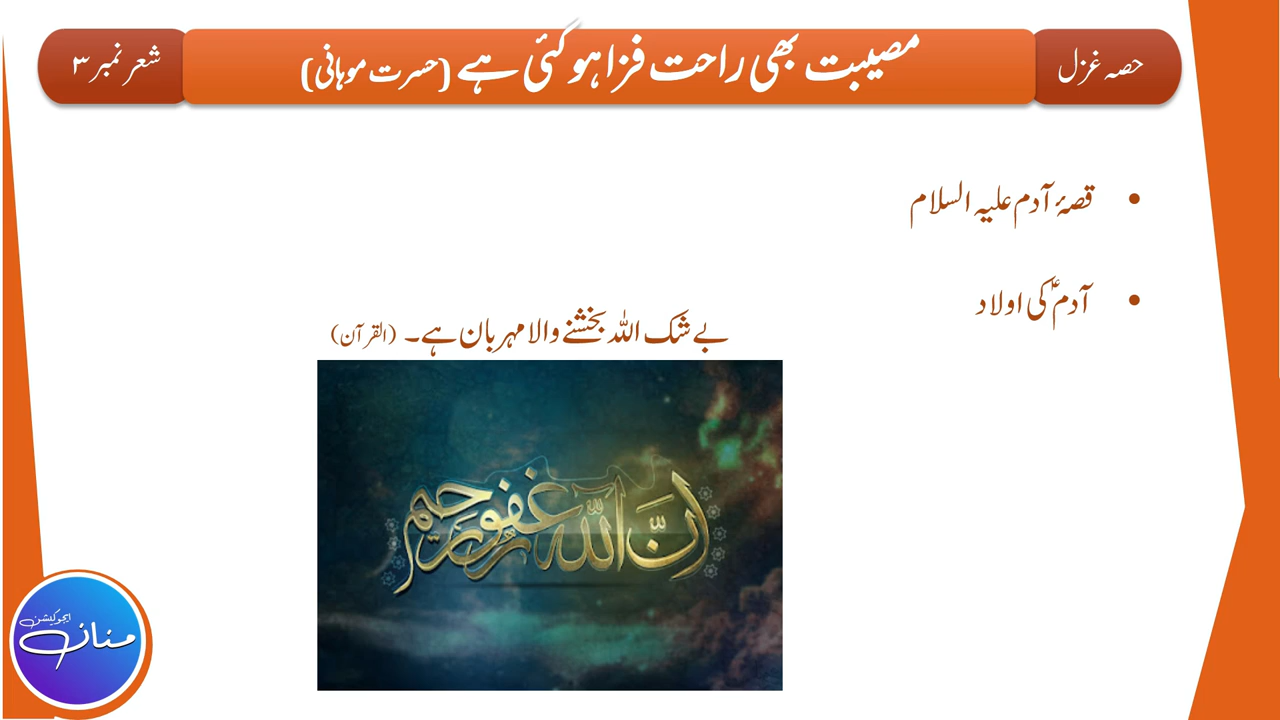 حصہ غزل
مصیبت بھی راحت فزا ہو گئی ہے (حسرت موہانی)
شعر نمبر ۳
• قصۂ آدم علیہ السلام
• آدمؑ کی اولاد
بے شک اللہ بخشنے والا مہربان ہے۔ (القرآن)
ان اللہ غفور رحیم
ایجوکیشن
منان